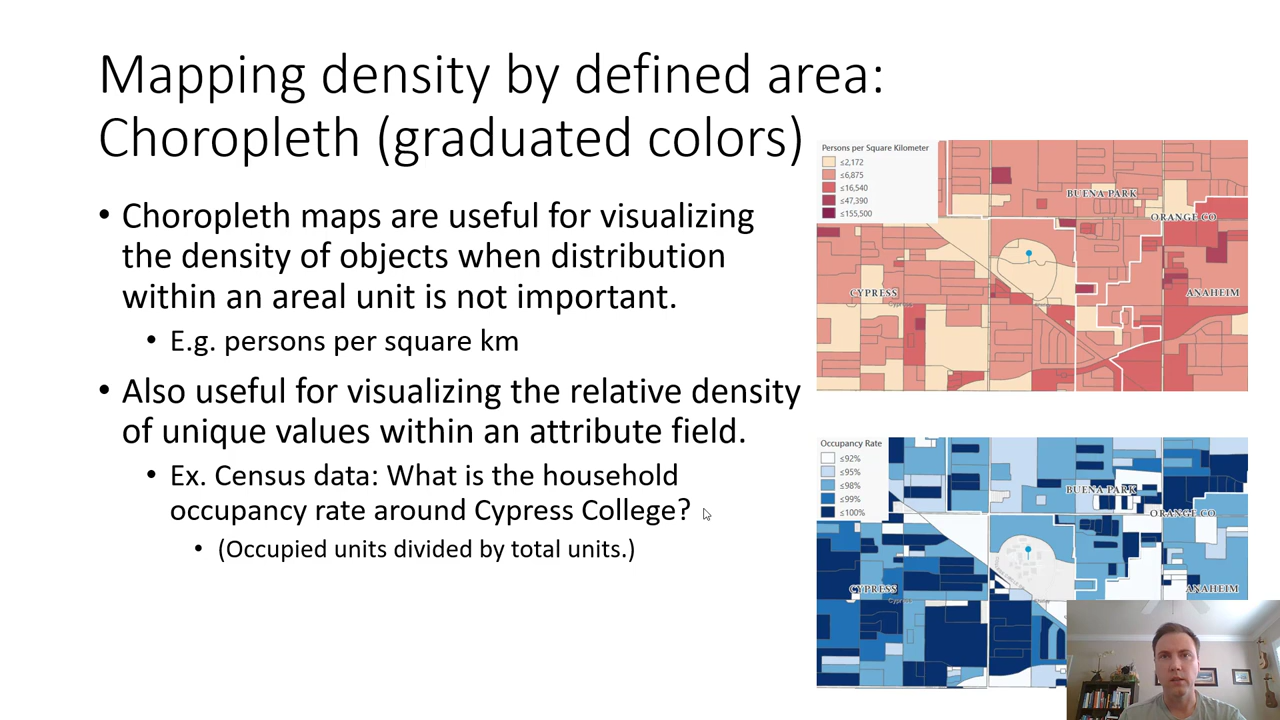 Mapping density by defined area:
Choropleth (graduated colors)
• Choropleth maps are useful for visualizing
the density of objects when distribution
within an areal unit is not important.
• E.g. persons per square km
• Also useful for visualizing the relative density
of unique values within an attribute field.
• Ex. Census data: What is the household
occupancy rate around Cypress College?
• (Occupied units divided by total units.)
Persons per Square Kilometer
≤2,172
≤6,875
≤16,540
≤47,390
≤155,500
BUENA PARK
ORANGE CO
CYPRESS
ANAHEIM
Occupancy Rate
≤92%
≤95%
≤98%
≤99%
≤100%
BUENA PARK
ORANGE CO
CYPRESS
ANAHEIM